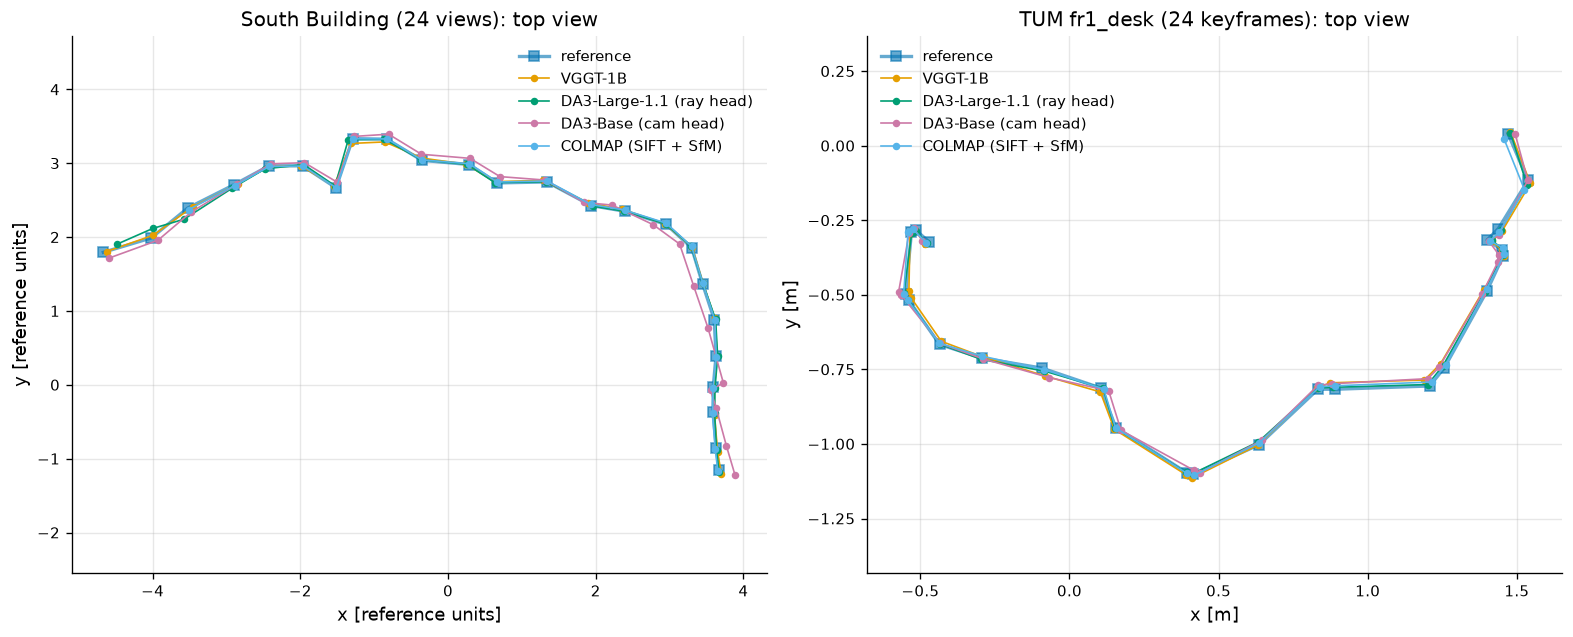 South Building (24 views): top view
reference
VGGT-1B
DA3-Large-1.1 (ray head)
DA3-Base (cam head)
COLMAP (SIFT + SfM)
4
3
2
1
0
−1
−2
y [reference units]
−4
−2
0
2
4
x [reference units]
TUM fr1_desk (24 keyframes): top view
reference
VGGT-1B
DA3-Large-1.1 (ray head)
DA3-Base (cam head)
COLMAP (SIFT + SfM)
0.25
0.00
−0.25
−0.50
−0.75
−1.00
−1.25
y [m]
−0.5
0.0
0.5
1.0
1.5
x [m]